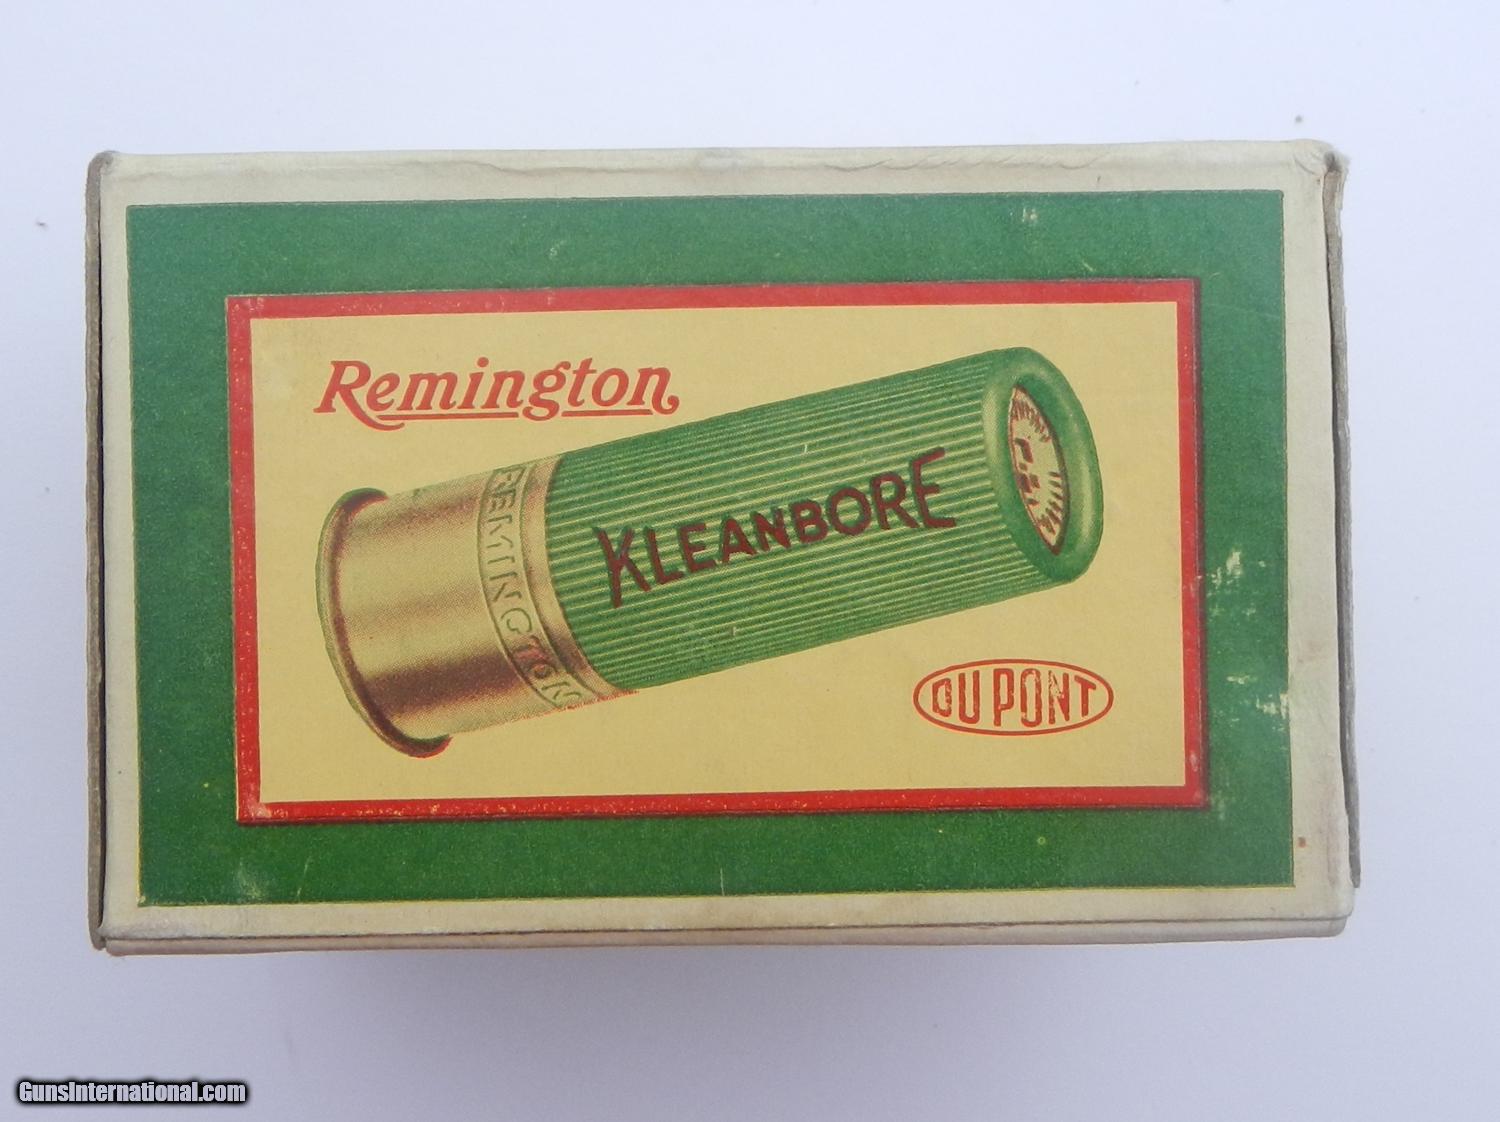 Remington
REMINGTON
KLEANBORE
DU PONT
GunsInternational.com